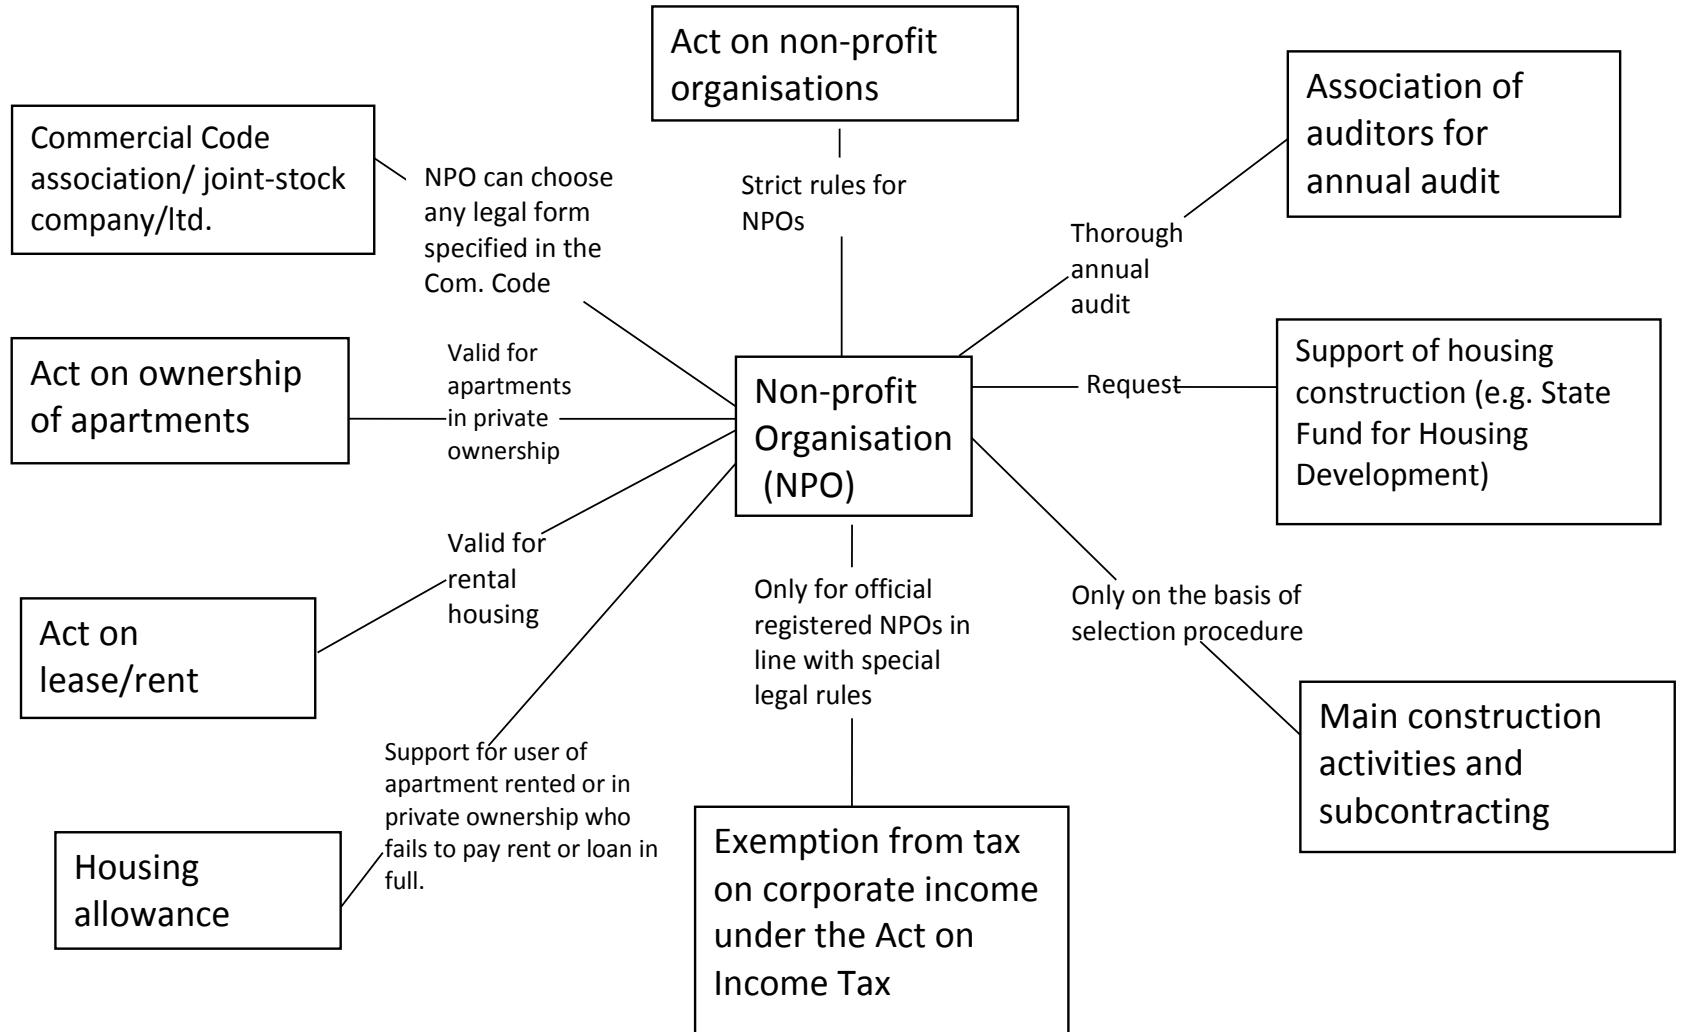 Act on non-profit
organisations
Association of
auditors for
annual audit
Commercial Code
association/ joint-stock
company/ltd.
NPO can choose
any legal form
specified in the
Com. Code
Strict rules for
NPOs
Thorough
annual
audit
Act on ownership
of apartments
Valid for
apartments
in private
ownership
Non-profit
Organisation
(NPO)
Request
Support of housing
construction (e.g. State
Fund for Housing
Development)
Valid for
rental
housing
Only for official
registered NPOs in
line with special
legal rules
Only on the basis of
selection procedure
Act on
lease/rent
Main construction
activities and
subcontracting
Support for user of
apartment rented or in
private ownership who
fails to pay rent or loan in
full.
Housing
allowance
Exemption from tax
on corporate income
under the Act on
Income Tax